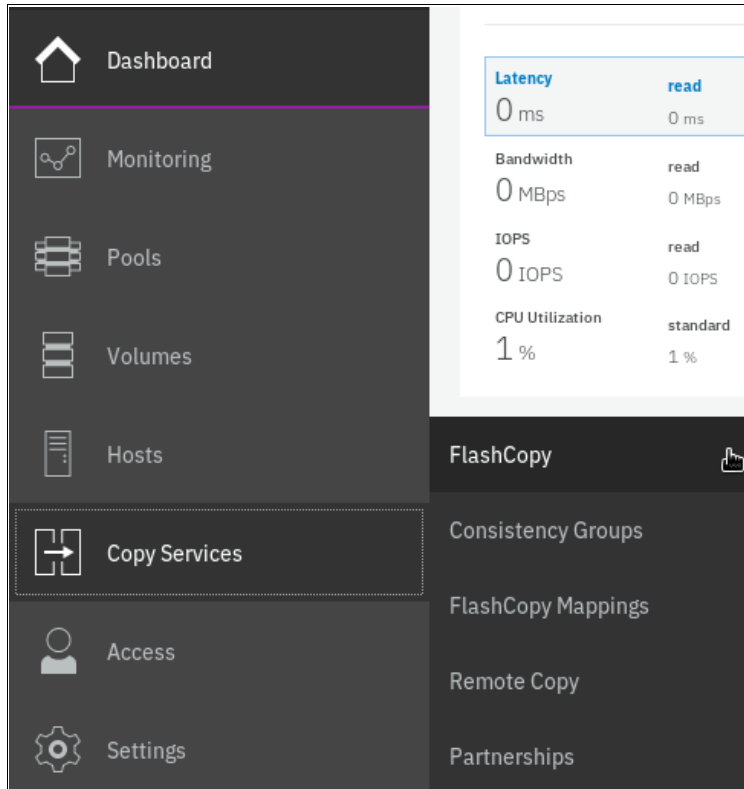 Dashboard
Monitoring
Pools
Volumes
Hosts
Copy Services
Access
Settings
Latency read
0 ms 0 ms
Bandwidth read
0 MBps 0 MBps
IOPS read
0 IOPS 0 IOPS
CPU Utilization standard
1 % 1 %
FlashCopy
Consistency Groups
FlashCopy Mappings
Remote Copy
Partnerships